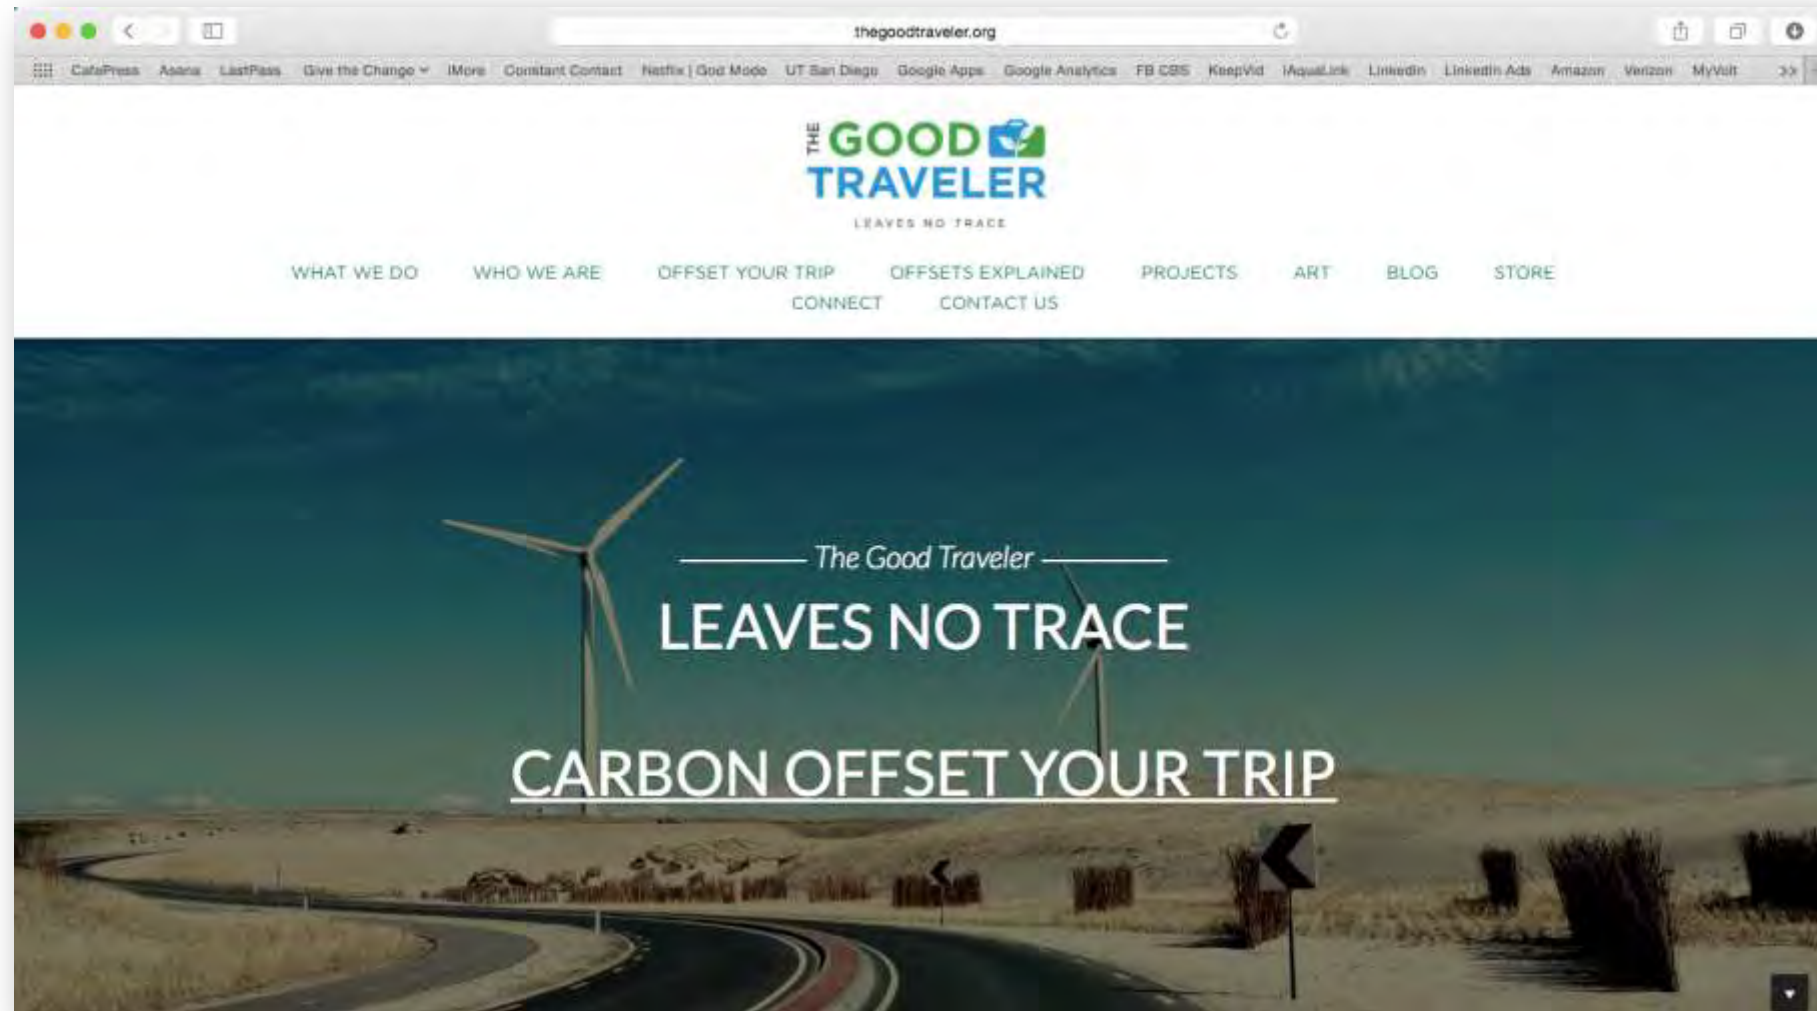 thegoodtraveler.org
CafePress Asana LastPass Give the Change iMore Constant Contact Netflix | God Mode UT San Diego Google Apps Google Analytics FB CBS KeepVid iAquaLink LinkedIn LinkedIn Ads Amazon Verizon MyVolt >>
THE GOOD
TRAVELER
LEAVES NO TRACE
WHAT WE DO WHO WE ARE OFFSET YOUR TRIP OFFSETS EXPLAINED PROJECTS ART BLOG STORE
CONNECT CONTACT US
The Good Traveler
LEAVES NO TRACE
CARBON OFFSET YOUR TRIP